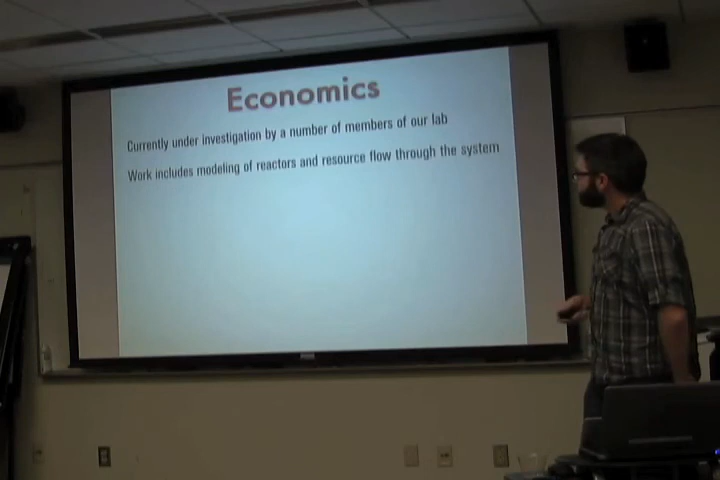 Economics
Currently under investigation by a number of members of our lab
Work includes modeling of reactors and resource flow through the system